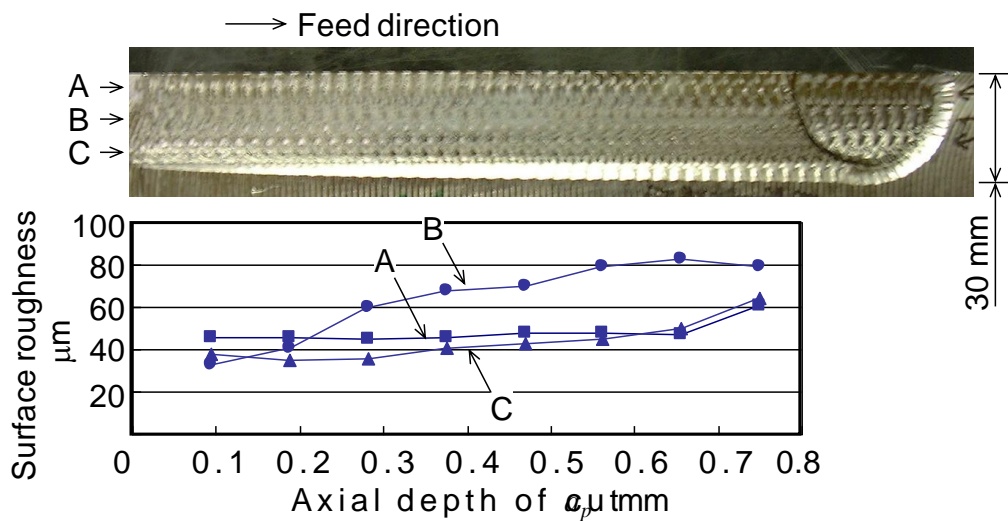 Feed direction
A
B
C
30 mm
Surface roughness
μm
100
80
60
40
20
B
A
C
0 0.1 0.2 0.3 0.4 0.5 0.6 0.7 0.8
Axial depth of
mm